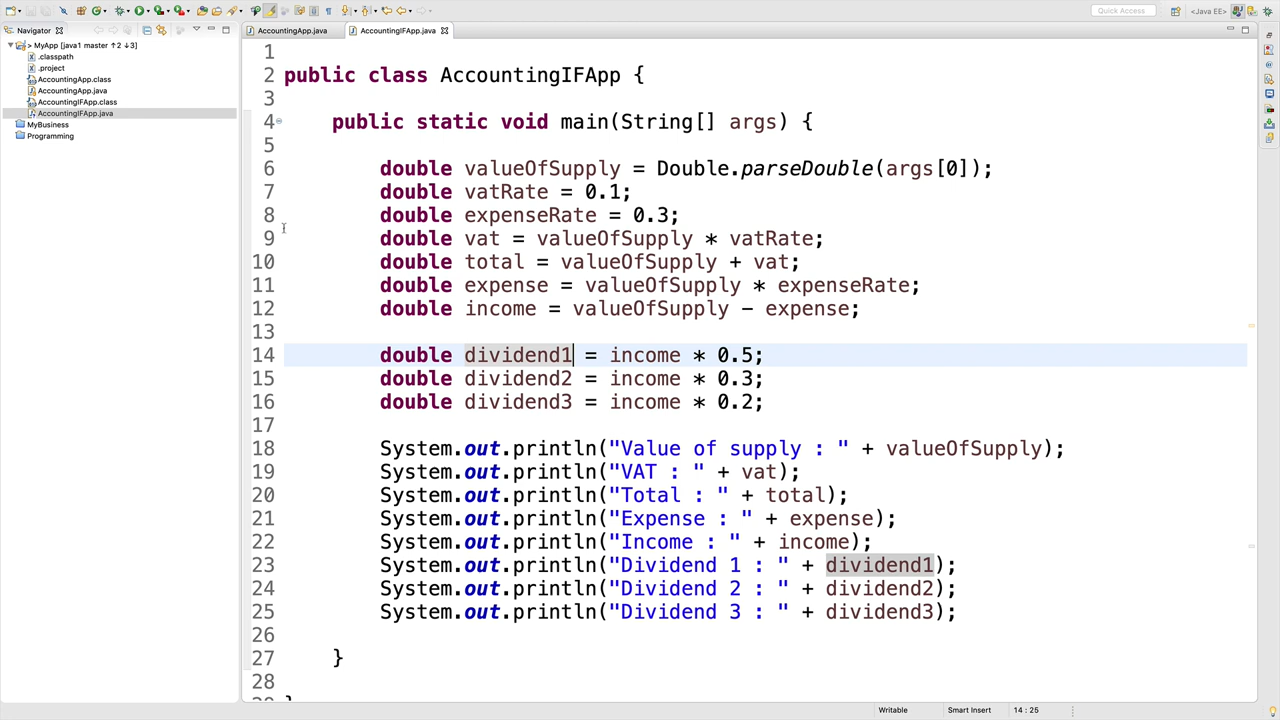 Quick Access
<Java EE>
Navigator
AccountingApp.java
AccountingIFApp.java
> MyApp [java1 master ↑2 ↓3]
.classpath
.project
AccountingApp.class
AccountingApp.java
AccountingIFApp.class
AccountingIFApp.java
MyBusiness
Programming
1
2 public class AccountingIFApp {
3
4 public static void main(String[] args) {
5
6 double valueOfSupply = Double.parseDouble(args[0]);
7 double vatRate = 0.1;
8 double expenseRate = 0.3;
9 double vat = valueOfSupply * vatRate;
10 double total = valueOfSupply + vat;
11 double expense = valueOfSupply * expenseRate;
12 double income = valueOfSupply - expense;
13
14 double dividend1 = income * 0.5;
15 double dividend2 = income * 0.3;
16 double dividend3 = income * 0.2;
17
18 System.out.println("Value of supply : " + valueOfSupply);
19 System.out.println("VAT : " + vat);
20 System.out.println("Total : " + total);
21 System.out.println("Expense : " + expense);
22 System.out.println("Income : " + income);
23 System.out.println("Dividend 1 : " + dividend1);
24 System.out.println("Dividend 2 : " + dividend2);
25 System.out.println("Dividend 3 : " + dividend3);
26
27 }
28
Writable
Smart Insert
14 : 25